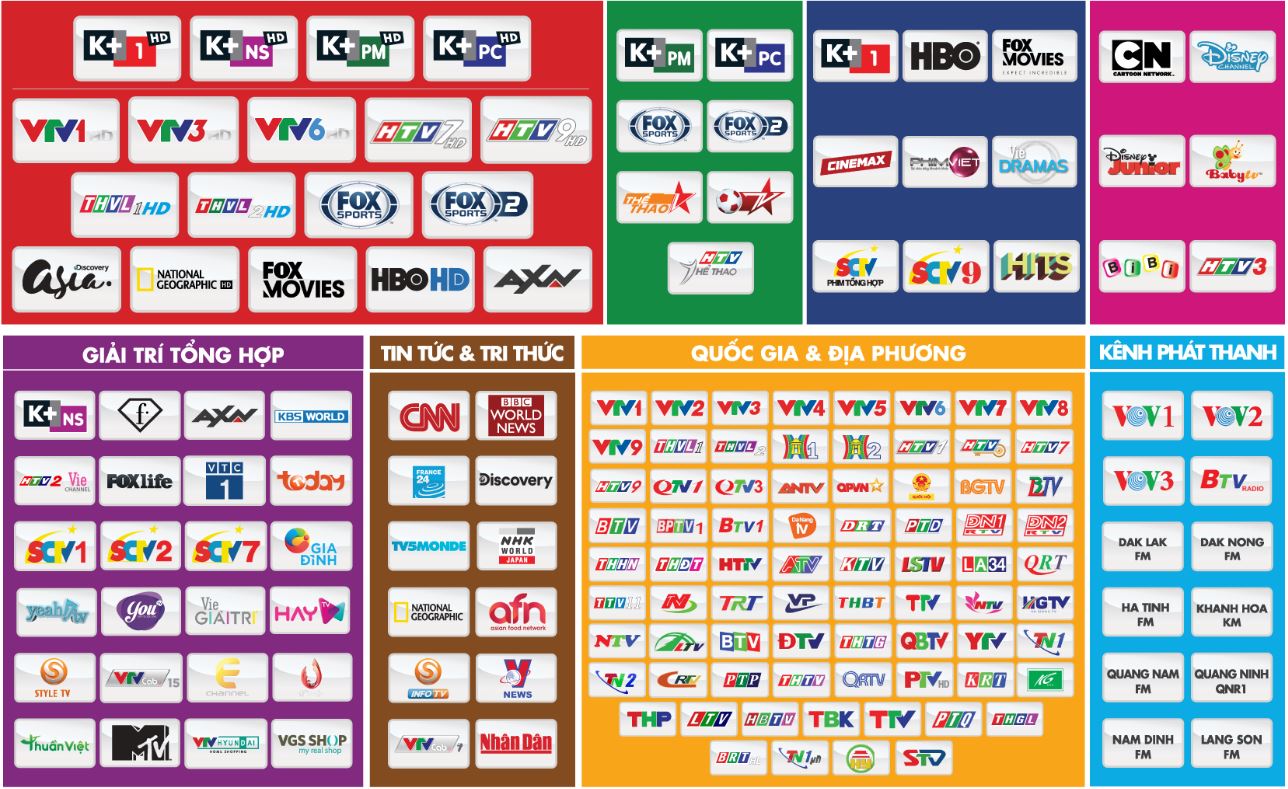 K+ 1 HD K+ NS HD K+ PM HD K+ PC HD
VTV1 HD VTV3 HD VTV6 HD HTV7 HD HTV9 HD
THVL1 HD THVL2 HD FOX SPORTS FOX SPORTS 2
Discovery asia. NATIONAL GEOGRAPHIC HD FOX MOVIES HBO HD AXN
K+ PM K+ PC
FOX SPORTS FOX SPORTS 2
THỂ THAO TV
HTV THỂ THAO
K+ 1 HBO FOX MOVIES EXPECT INCREDIBLE
CINEMAX PHIMVIET Vie DRAMAS
SCTV PHIM TỔNG HỢP SCTV9 HITS
CN CARTOON NETWORK Disney CHANNEL
Disney Junior Babytv
BiBi HTV3
GIẢI TRÍ TỔNG HỢP
K+ NS f. AXN KBS WORLD
HTV2 Vie CHANNEL FOXlife VTC 1 today
SCTV1 SCTV2 SCTV7 GIA ĐÌNH
yeah1tv You Vie GIẢITRÍ HAY TV
STYLE TV VTVCab 15 E CHANNEL
Thuần Việt MTV VTV HYUNDAI HOME SHOPPING VGS SHOP my real shop
TIN TỨC & TRI THỨC
CNN BBC WORLD NEWS
FRANCE 24 Discovery
TV5MONDE NHK WORLD JAPAN
NATIONAL GEOGRAPHIC afn asian food network
INFO TV NEWS
VTVCab Nhân Dân
QUỐC GIA & ĐỊA PHƯƠNG
VTV1 VTV2 VTV3 VTV4 VTV5 VTV6 VTV7 VTV8
VTV9 THVL1 THVL2 H1 H2 HTV1 HTV HTV7
HTV9 QTV1 QTV3 ANTV QPVN QUỐC HỘI BGTV BTV
BTV BPTV1 BTV1 Da Nang tv DRT PTD DN1 RTV DN2 RTV
THHN THDT HTTV ATV KTV LSTV LA34 QRT
TTV11 N TRT VP THBT TTV NTV HGTV
NTV LTV BTV ĐTV THTG QBTV YTV TN1
TN2 CRTV PTP THTV QRTV PTV HD KRT NG
THP LTV HBTV TBK TTV PTQ THGL
BRT TN1 STV
KÊNH PHÁT THANH
VOV1 VOV2
VOV3 BTV RADIO
DAK LAK FM DAK NONG FM
HA TINH FM KHANH HOA KM
QUANG NAM FM QUANG NINH QNR1
NAM DINH FM LANG SON FM